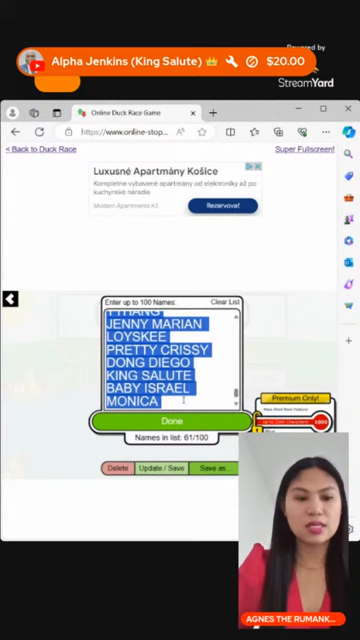 Powered by
Alpha Jenkins (King Salute) $20.00
StreamYard
Online Duck Race Game
https://www.online-stop...
< Back to Duck Race
Super Fullscreen!
Luxusné Apartmány Košice
Kompletne vybavené apartmány od elektroniky až po
kuchynské náradie
Modern Apartments KE
Rezervovať
Enter up to 100 Names:
Clear List
T THANG
JENNY MARIAN
LOYSKEE
PRETTY CRISSY
DONG DIEGO
KING SALUTE
BABY ISRAEL
MONICA
Done
Names in list: 61/100
Premium Only!
1000
Delete
Update / Save
Save as...
AGNES THE RUMANK...